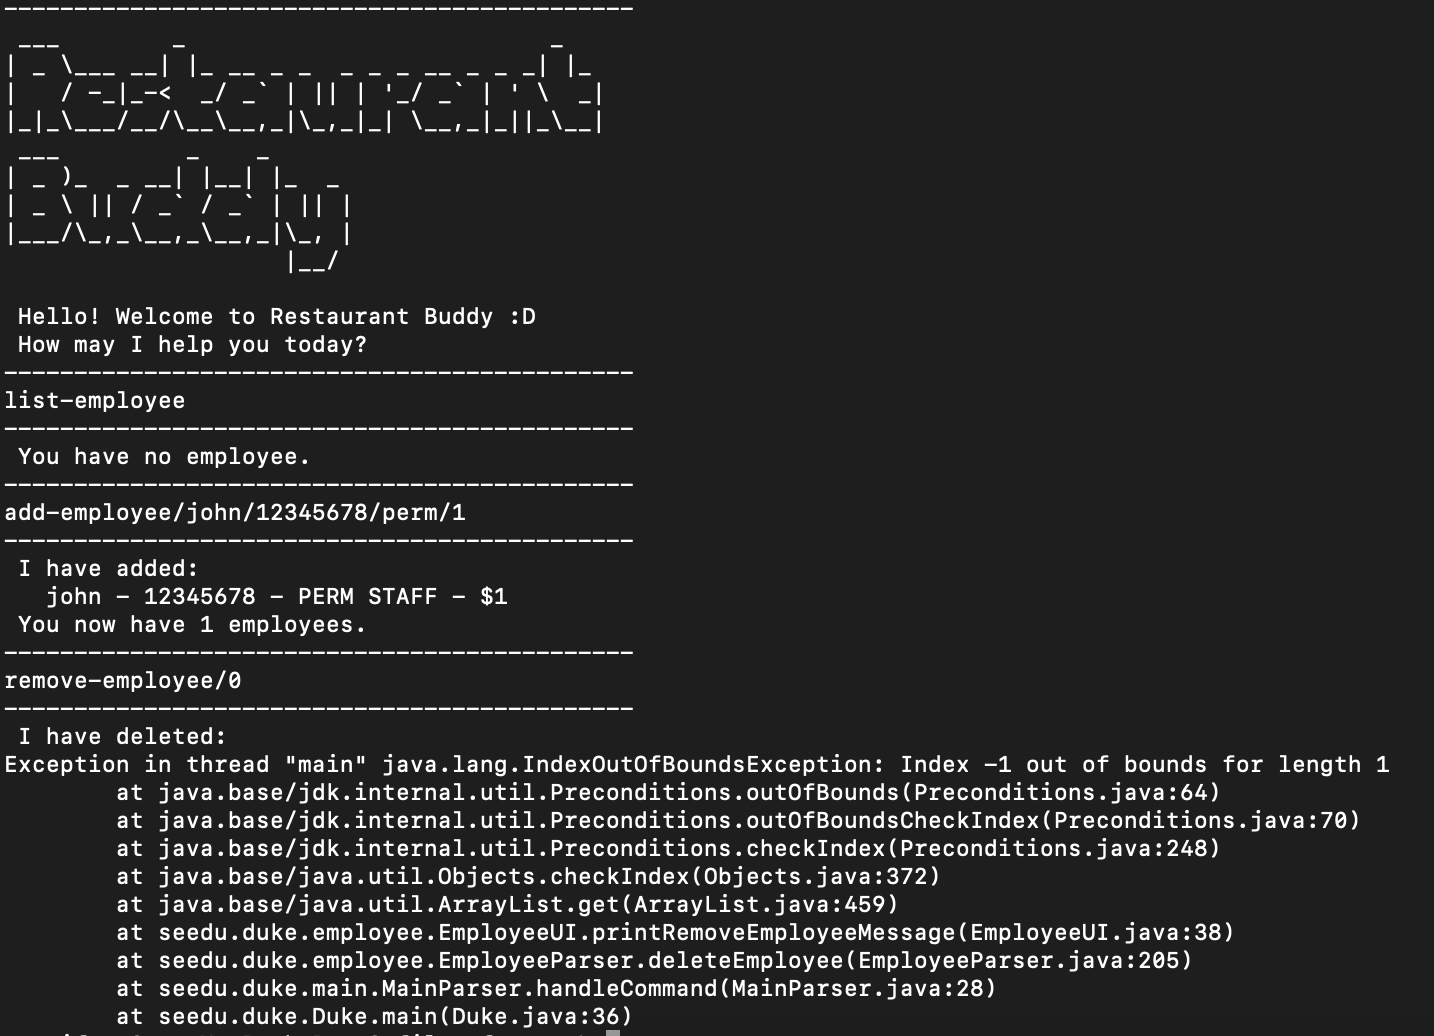 ---------------------------------------------
 ___        _                          _
| _ \___ __| |_ __ _ _  _ _ _ __ _ _ _| |_
|   / -_|_-<  _/ _` | || | '_/ _` | ' \  _|
|_|_\___/__/\__\__,_|\_,_|_| \__,_|_||_\__|
 ___         _    _
| _ )_  _ __| |__| |_  _
| _ \ || / _` / _` | || |
|___/\_,_\__,_\__,_|\_, |
                    |__/
 Hello! Welcome to Restaurant Buddy :D
 How may I help you today?
---------------------------------------------
list-employee
---------------------------------------------
 You have no employee.
---------------------------------------------
add-employee/john/12345678/perm/1
---------------------------------------------
 I have added:
   john - 12345678 - PERM STAFF - $1
 You now have 1 employees.
---------------------------------------------
remove-employee/0
---------------------------------------------
 I have deleted:
Exception in thread "main" java.lang.IndexOutOfBoundsException: Index -1 out of bounds for length 1
        at java.base/jdk.internal.util.Preconditions.outOfBounds(Preconditions.java:64)
        at java.base/jdk.internal.util.Preconditions.outOfBoundsCheckIndex(Preconditions.java:70)
        at java.base/jdk.internal.util.Preconditions.checkIndex(Preconditions.java:248)
        at java.base/java.util.Objects.checkIndex(Objects.java:372)
        at java.base/java.util.ArrayList.get(ArrayList.java:459)
        at seedu.duke.employee.EmployeeUI.printRemoveEmployeeMessage(EmployeeUI.java:38)
        at seedu.duke.employee.EmployeeParser.deleteEmployee(EmployeeParser.java:205)
        at seedu.duke.main.MainParser.handleCommand(MainParser.java:28)
        at seedu.duke.Duke.main(Duke.java:36)